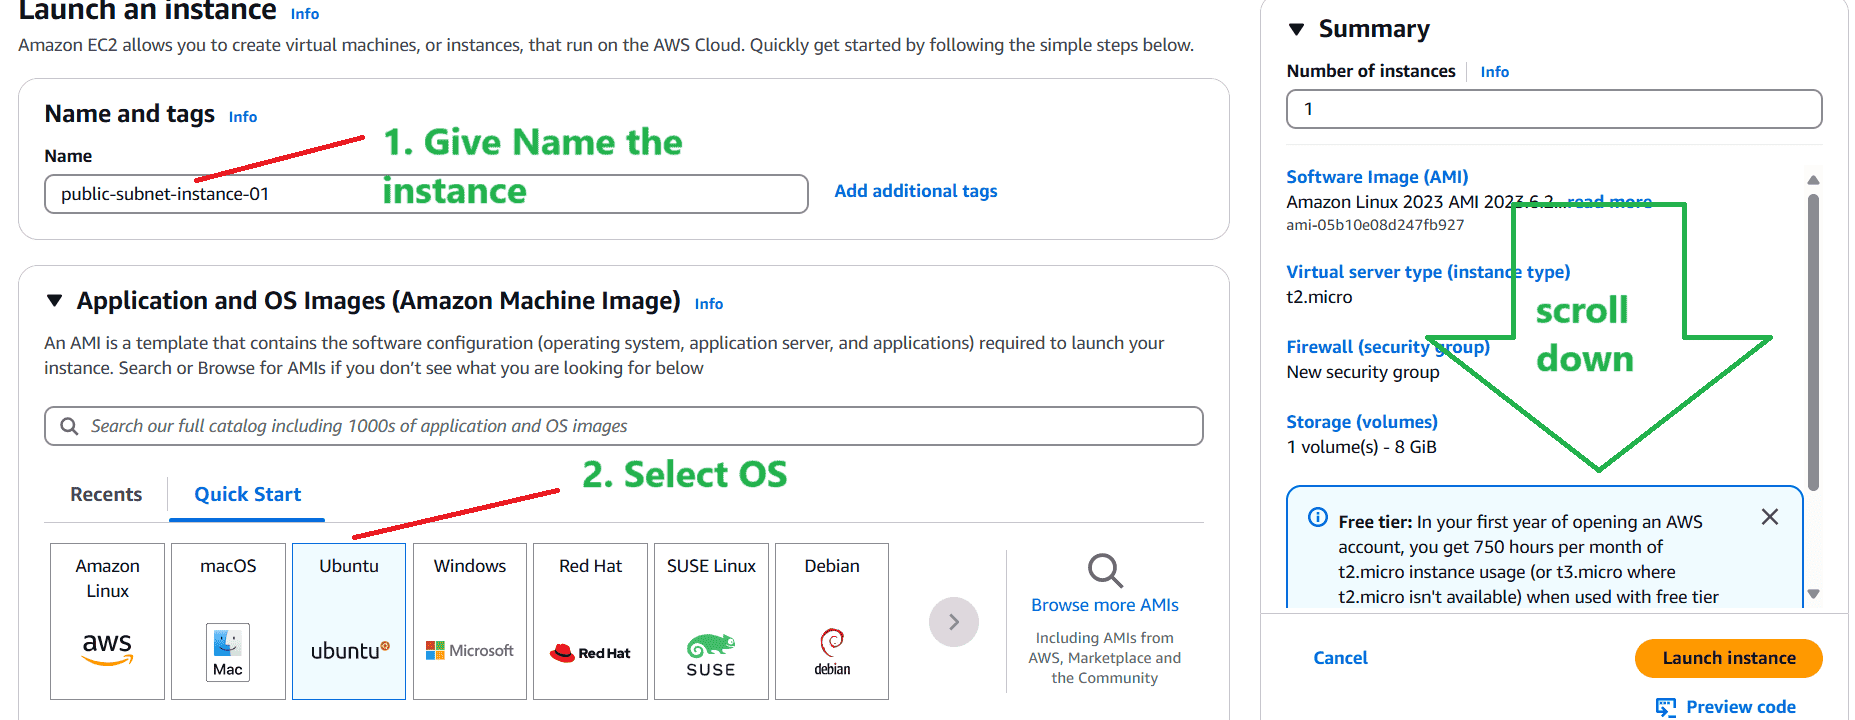 Launch an instance Info
Amazon EC2 allows you to create virtual machines, or instances, that run on the AWS Cloud. Quickly get started by following the simple steps below.
Name and tags Info
1. Give Name the
instance
Name
public-subnet-instance-01
Add additional tags
Application and OS Images (Amazon Machine Image) Info
An AMI is a template that contains the software configuration (operating system, application server, and applications) required to launch your
instance. Search or Browse for AMIs if you don’t see what you are looking for below
Search our full catalog including 1000s of application and OS images
2. Select OS
Recents
Quick Start
Amazon
Linux
aws
macOS
Mac
Ubuntu
ubuntu
Windows
Microsoft
Red Hat
Red Hat
SUSE Linux
SUSE
Debian
debian
Browse more AMIs
Including AMIs from
AWS, Marketplace and
the Community
Summary
Number of instances Info
1
Software Image (AMI)
Amazon Linux 2023 AMI 2023.6.2...read more
ami-05b10e08d247fb927
Virtual server type (instance type)
t2.micro
Firewall (security group)
New security group
Storage (volumes)
1 volume(s) - 8 GiB
scroll
down
Free tier: In your first year of opening an AWS
account, you get 750 hours per month of
t2.micro instance usage (or t3.micro where
t2.micro isn't available) when used with free tier
Cancel
Launch instance
Preview code